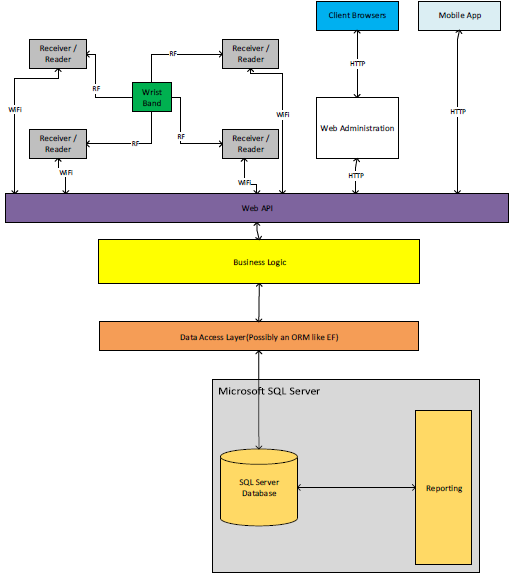 Client Browsers
Mobile App
Receiver /
Reader
Receiver /
Reader
RF
RF
HTTP
RF
Wrist
Band
WiFi
WiFi
HTTP
Web Administration
Receiver /
Reader
RF
RF
Receiver /
Reader
WiFi
WiFi
HTTP
Web API
Business Logic
Data Access Layer(Possibly an ORM like EF)
Microsoft SQL Server
SQL Server
Database
Reporting